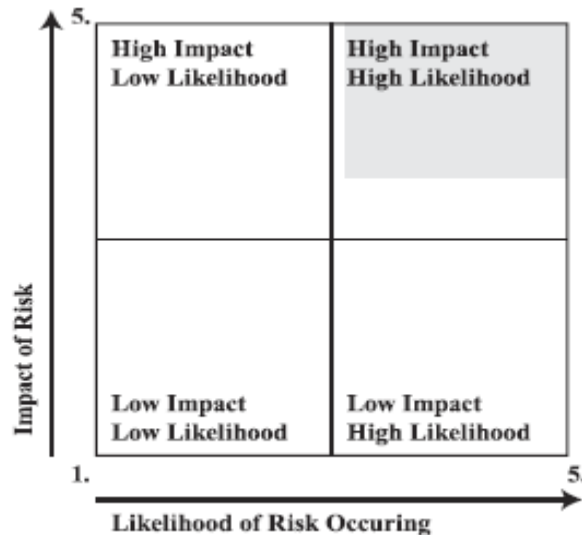 5.
High Impact
Low Likelihood
High Impact
High Likelihood
Impact of Risk
Low Impact
Low Likelihood
Low Impact
High Likelihood
1.
5.
Likelihood of Risk Occuring